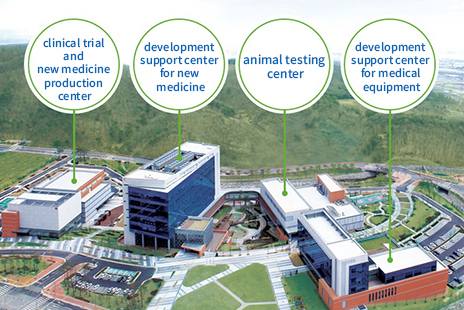 clinical trial
and
new medicine
production
center
development
support center
for new
medicine
animal testing
center
development
support center
for medical
equipment